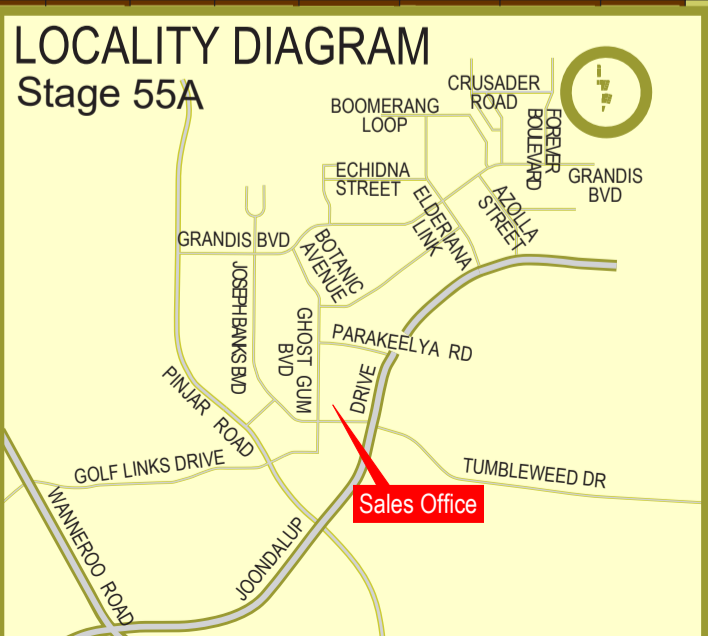 LOCALITY DIAGRAM
Stage 55A
CRUSADER
ROAD
BOOMERANG
LOOP
FOREVER
BOULEVARD
ECHIDNA
STREET
GRANDIS
BVD
ELDERIANA
LINK
AZOLLA
STREET
GRANDIS BVD
BOTANIC
AVENUE
JOSEPH BANKS BVD
GHOST GUM
BVD
PARAKEELYA RD
PINJAR ROAD
DRIVE
GOLF LINKS DRIVE
TUMBLEWEED DR
Sales Office
WANNEROO ROAD
JOONDALUP